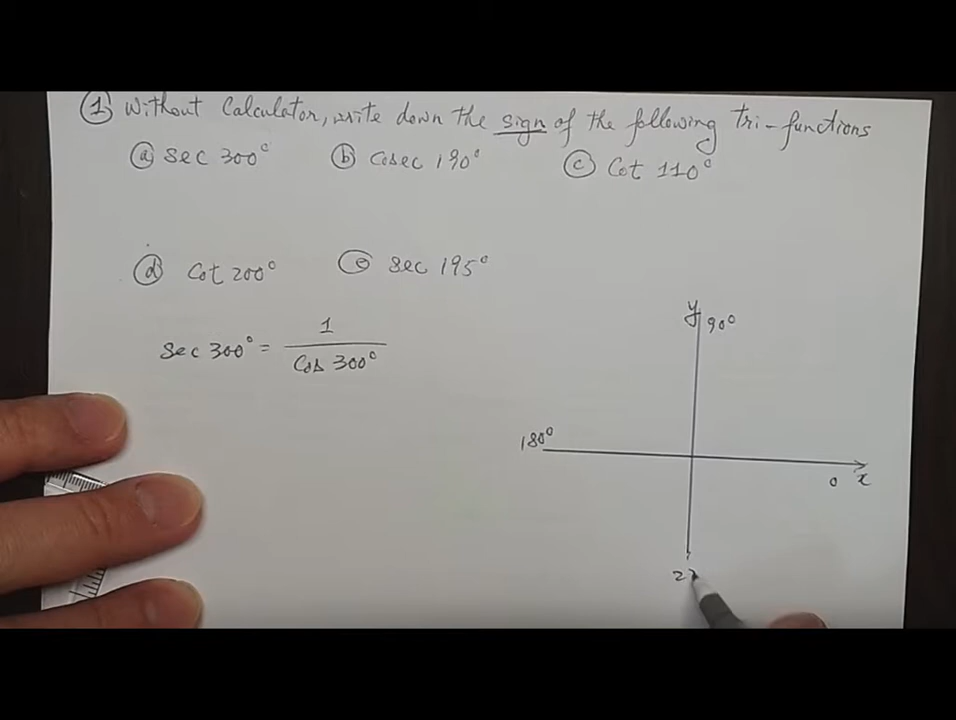 ① Without Calculator, write down the sign of the following Tri-functions
ⓐ Sec 300° ⓑ Cosec 190° ⓒ Cot 110°
ⓓ Cot 200° ⓔ Sec 195°
Sec 300° = 1 / Cos 300°
y 90°
180°
0 x
27